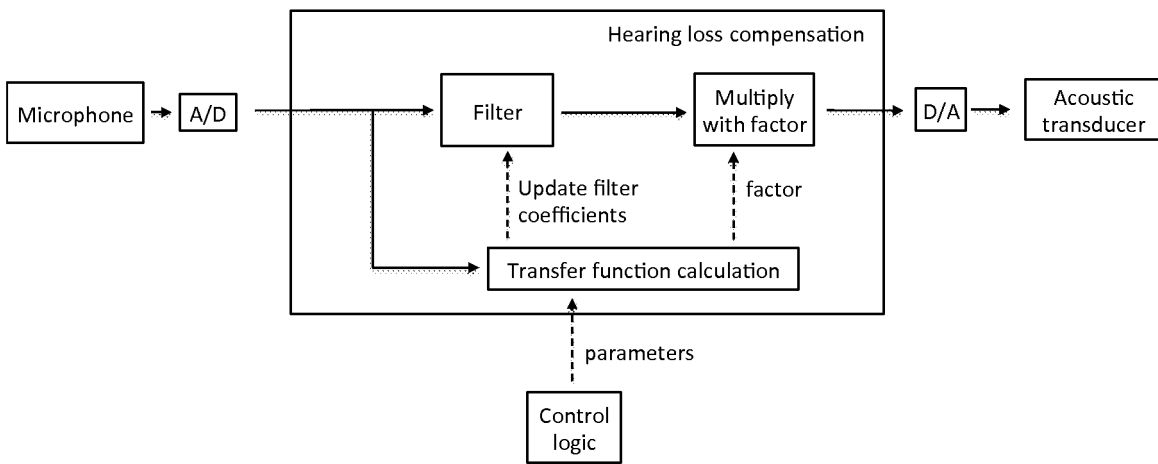 Hearing loss compensation
Microphone
A/D
Filter
Multiply
with factor
D/A
Acoustic
transducer
Update filter
coefficients
factor
Transfer function calculation
parameters
Control
logic